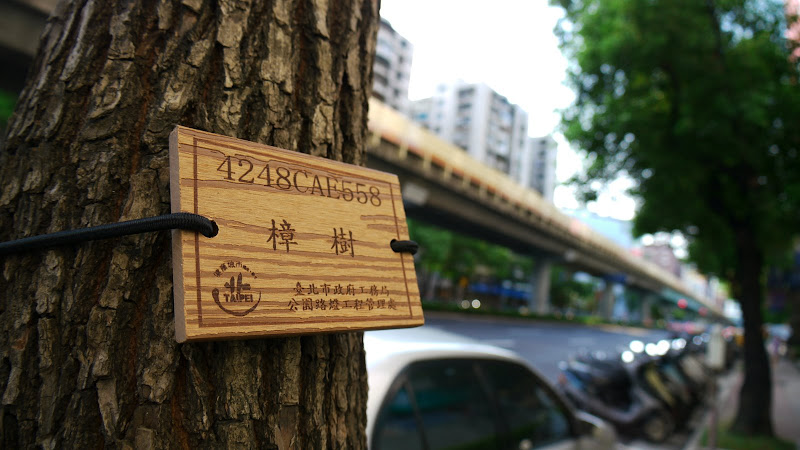 4248CAE558
樟樹
臺北市政府工務局
公園路燈工程管理處
北
TAIPEI